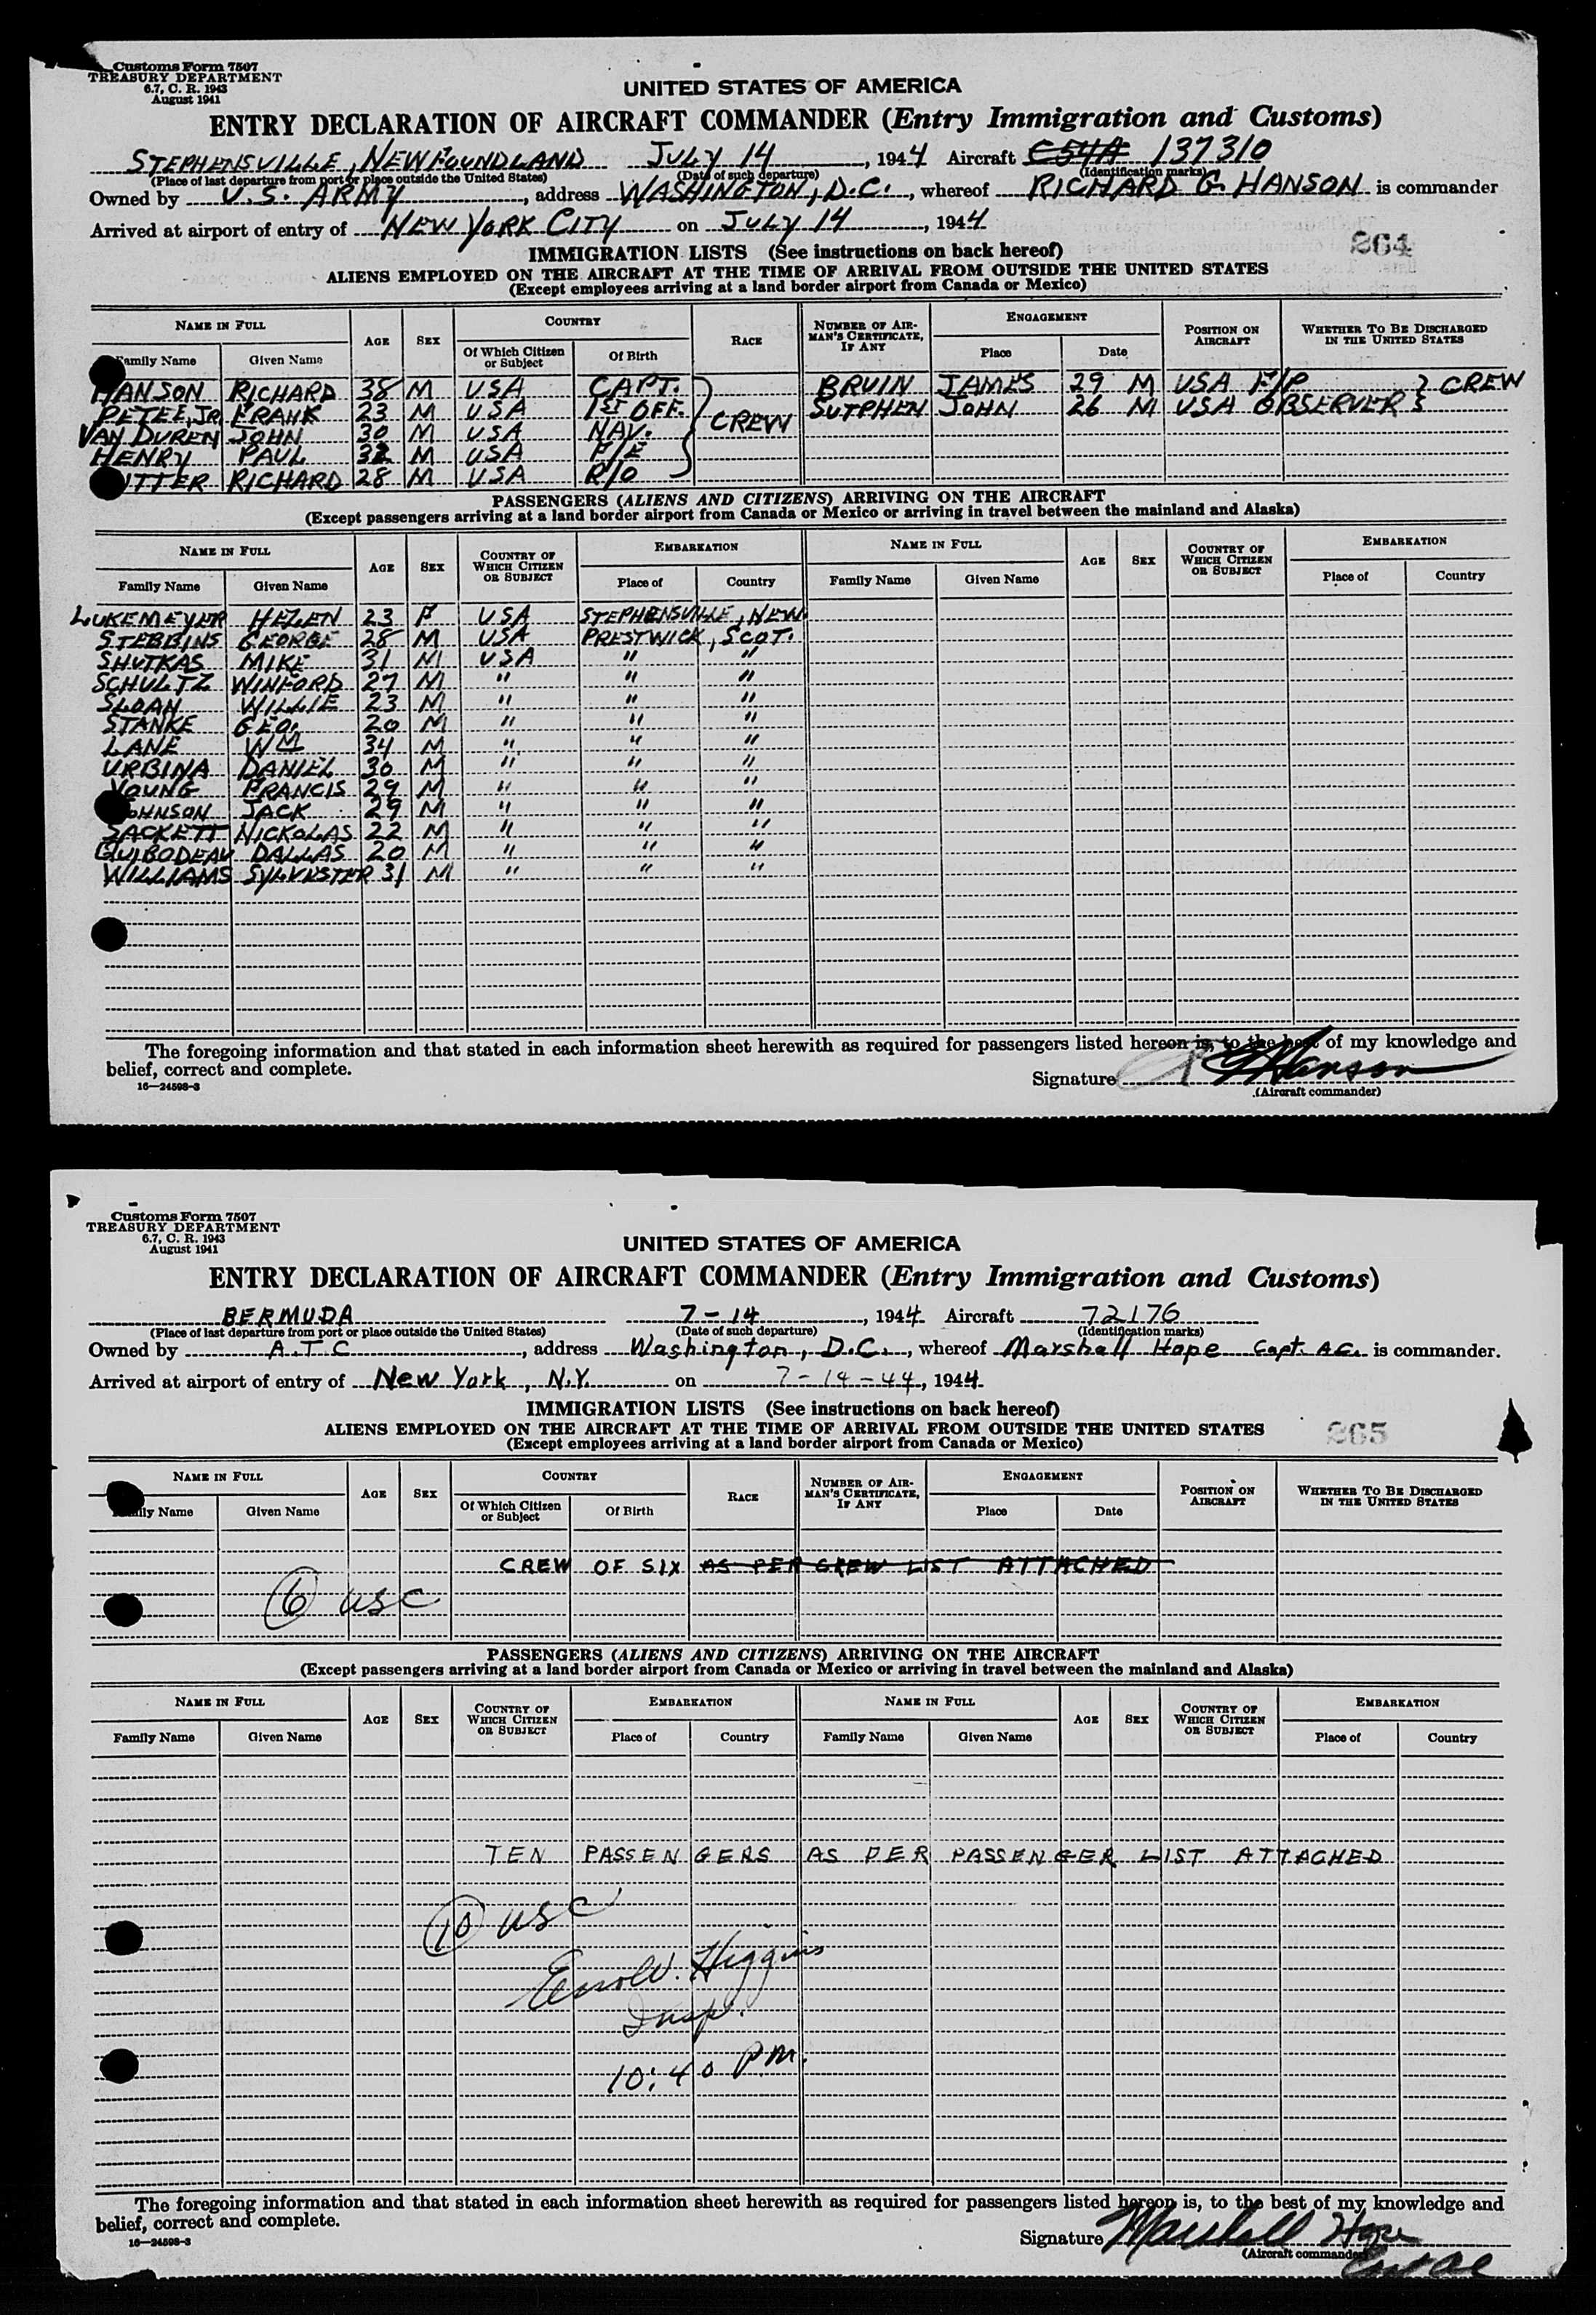 Customs Form 7507
TREASURY DEPARTMENT
6.7, C. R. 1943
August 1941
UNITED STATES OF AMERICA
ENTRY DECLARATION OF AIRCRAFT COMMANDER (Entry Immigration and Customs)
STEPHENSVILLE, NEWFOUNDLAND JULY 14, 1944 Aircraft C54A 137310
(Place of last departure from port or place outside the United States) (Date of such departure) (Identification marks)
Owned by U.S. ARMY, address WASHINGTON, D.C., whereof RICHARD G. HANSON is commander
Arrived at airport of entry of NEW YORK CITY on JULY 14, 1944
IMMIGRATION LISTS (See instructions on back hereof)
264
ALIENS EMPLOYED ON THE AIRCRAFT AT THE TIME OF ARRIVAL FROM OUTSIDE THE UNITED STATES
(Except employees arriving at a land border airport from Canada or Mexico)
NAME IN FULL AGE SEX COUNTRY RACE NUMBER OF AIRMAN'S CERTIFICATE, IF ANY ENGAGEMENT POSITION ON AIRCRAFT WHETHER TO BE DISCHARGED IN THE UNITED STATES
Family Name Given Name Of Which Citizen or Subject Of Birth Place Date
HANSON RICHARD 38 M USA CAPT. BRUIN JAMES 29 M USA F/P } CREW
PETEE, JR FRANK 23 M USA 1ST OFF. SUTPHEN JOHN 26 M USA OBSERVER
VAN DUREN JOHN 30 M USA NAV. } CREW
HENRY PAUL 32 M USA F/E
ITTER RICHARD 28 M USA R/O
PASSENGERS (ALIENS AND CITIZENS) ARRIVING ON THE AIRCRAFT
(Except passengers arriving at a land border airport from Canada or Mexico or arriving in travel between the mainland and Alaska)
NAME IN FULL AGE SEX COUNTRY OF WHICH CITIZEN OR SUBJECT EMBARKATION NAME IN FULL AGE SEX COUNTRY OF WHICH CITIZEN OR SUBJECT EMBARKATION
Family Name Given Name Place of Country Family Name Given Name Place of Country
LUKEMEYER HELEN 23 F USA STEPHENSVILLE, NEW
STEBBINS GEORGE 28 M USA PRESTWICK, SCOT.
SHUTKAS MIKE 31 M USA " "
SCHULTZ WINFORD 27 M " " "
SLOAN WILLIE 23 M " " "
STANKE GEO. 20 M " " "
LANE WM 34 M " " "
URBINA DANIEL 30 M " " "
YOUNG FRANCIS 29 M " " "
JOHNSON JACK 29 M " " "
SACKETT NICKOLAS 22 M " " "
QUIBODEAU DALLAS 20 M " " "
WILLIAMS SYLVESTER 31 M " " "
The foregoing information and that stated in each information sheet herewith as required for passengers listed hereon is, to the best of my knowledge and
belief, correct and complete.
16—24598-3
Signature R G Hanson
(Aircraft commander)
Customs Form 7507
TREASURY DEPARTMENT
6.7, C. R. 1943
August 1941
UNITED STATES OF AMERICA
ENTRY DECLARATION OF AIRCRAFT COMMANDER (Entry Immigration and Customs)
BERMUDA 7-14, 1944 Aircraft 72176
(Place of last departure from port or place outside the United States) (Date of such departure) (Identification marks)
Owned by A.T.C, address Washington, D.C., whereof Marshall Hope Capt. A.C. is commander.
Arrived at airport of entry of New York, N.Y. on 7-14-44, 1944
IMMIGRATION LISTS (See instructions on back hereof)
265
ALIENS EMPLOYED ON THE AIRCRAFT AT THE TIME OF ARRIVAL FROM OUTSIDE THE UNITED STATES
(Except employees arriving at a land border airport from Canada or Mexico)
NAME IN FULL AGE SEX COUNTRY RACE NUMBER OF AIRMAN'S CERTIFICATE, IF ANY ENGAGEMENT POSITION ON AIRCRAFT WHETHER TO BE DISCHARGED IN THE UNITED STATES
Family Name Given Name Of Which Citizen or Subject Of Birth Place Date
CREW OF SIX AS PER CREW LIST ATTACHED
6 USC
PASSENGERS (ALIENS AND CITIZENS) ARRIVING ON THE AIRCRAFT
(Except passengers arriving at a land border airport from Canada or Mexico or arriving in travel between the mainland and Alaska)
NAME IN FULL AGE SEX COUNTRY OF WHICH CITIZEN OR SUBJECT EMBARKATION NAME IN FULL AGE SEX COUNTRY OF WHICH CITIZEN OR SUBJECT EMBARKATION
Family Name Given Name Place of Country Family Name Given Name Place of Country
TEN PASSENGERS AS PER PASSENGER LIST ATTACHED
10 USC
Higgins
Insp.
10:40 PM.
The foregoing information and that stated in each information sheet herewith as required for passengers listed hereon is, to the best of my knowledge and
belief, correct and complete.
16—24598-3
Signature Marshall Hope
(Aircraft commander)